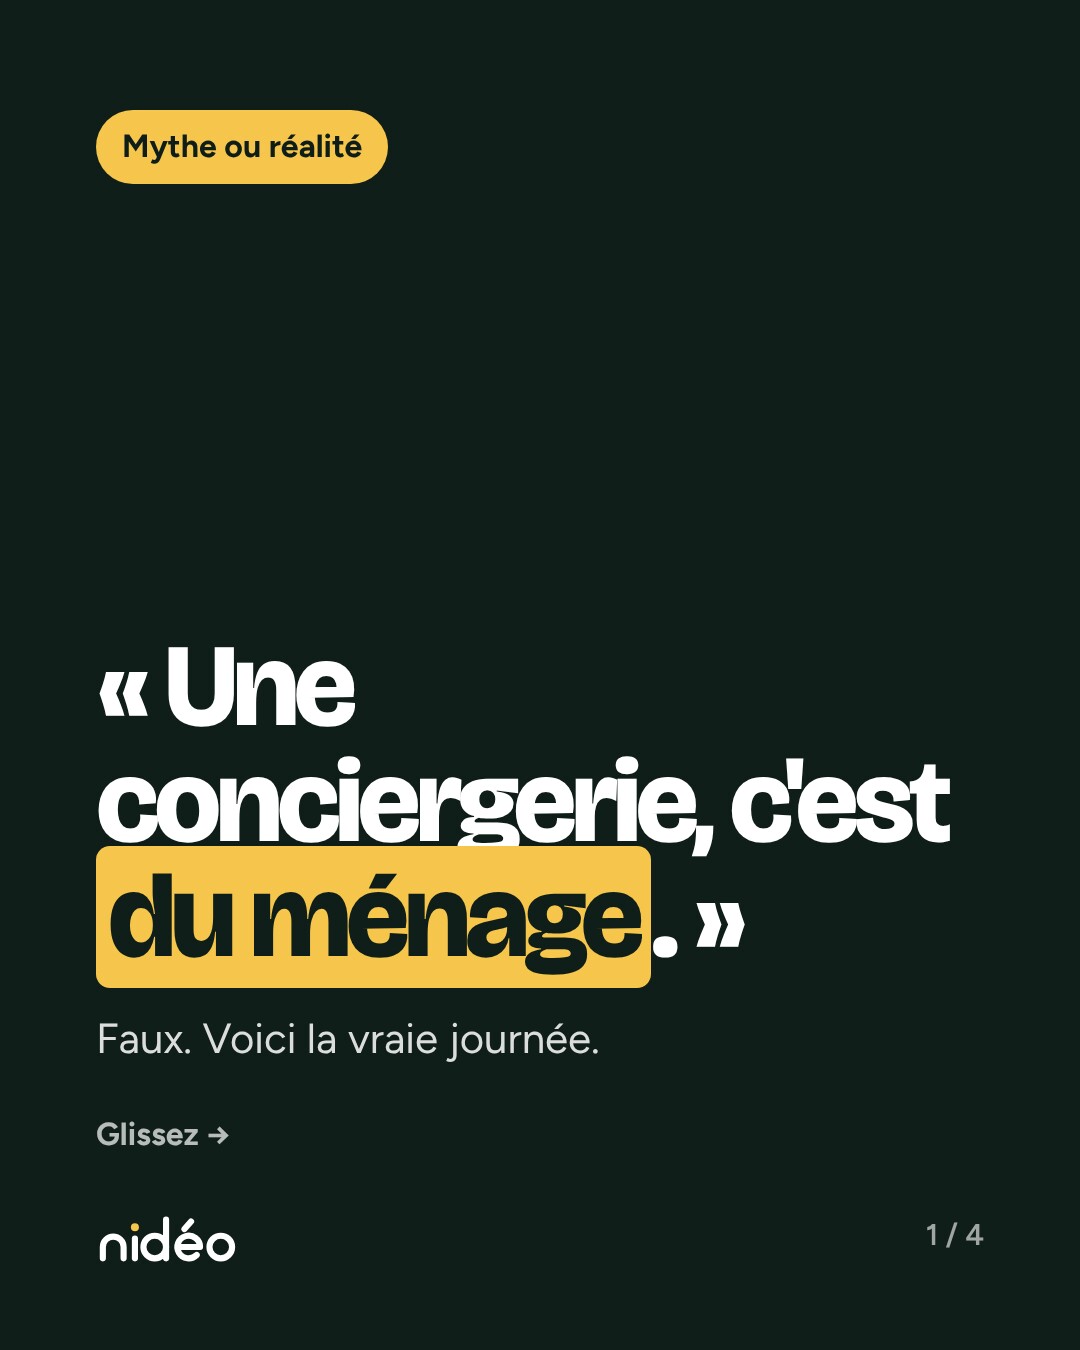 Mythe ou réalité
« Une
conciergerie, c'est
du ménage. »
Faux. Voici la vraie journée.
Glissez →
nidéo
1 / 4